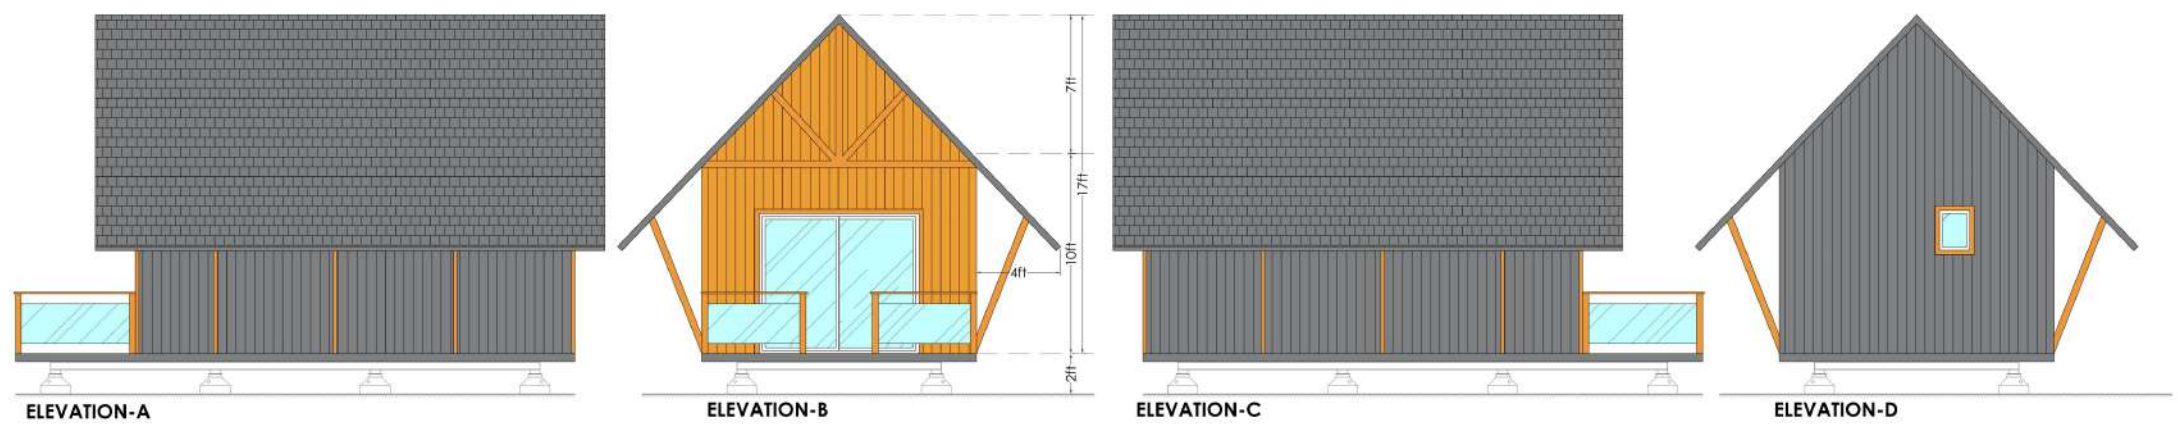 7ft
17ft
10ft
4ft
2ft
ELEVATION-A
ELEVATION-B
ELEVATION-C
ELEVATION-D